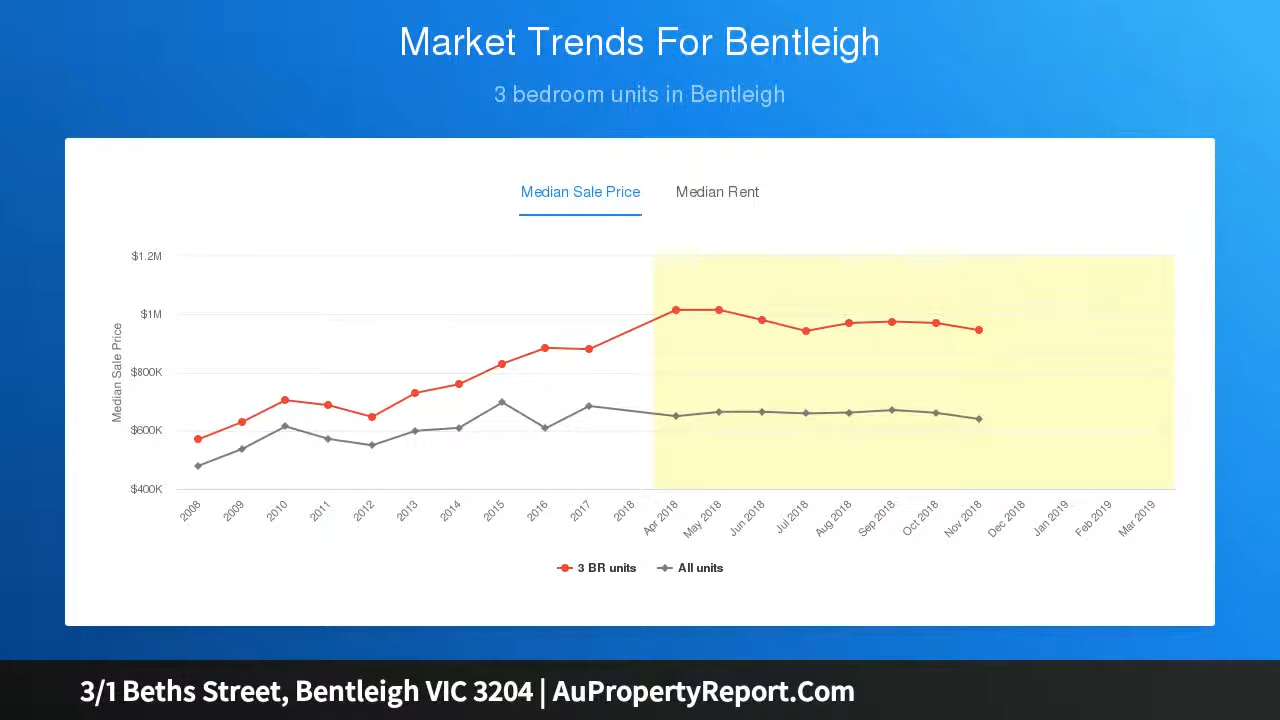 Market Trends For Bentleigh
3 bedroom units in Bentleigh
Median Sale Price Median Rent
$1.2M
$1M
$800K
$600K
$400K
Median Sale Price
2008 2009 2010 2011 2012 2013 2014 2015 2016 2017 2018 Apr 2018 May 2018 Jun 2018 Jul 2018 Aug 2018 Sep 2018 Oct 2018 Nov 2018 Dec 2018 Jan 2019 Feb 2019 Mar 2019
3 BR units All units
3/1 Beths Street, Bentleigh VIC 3204 | AuPropertyReport.Com